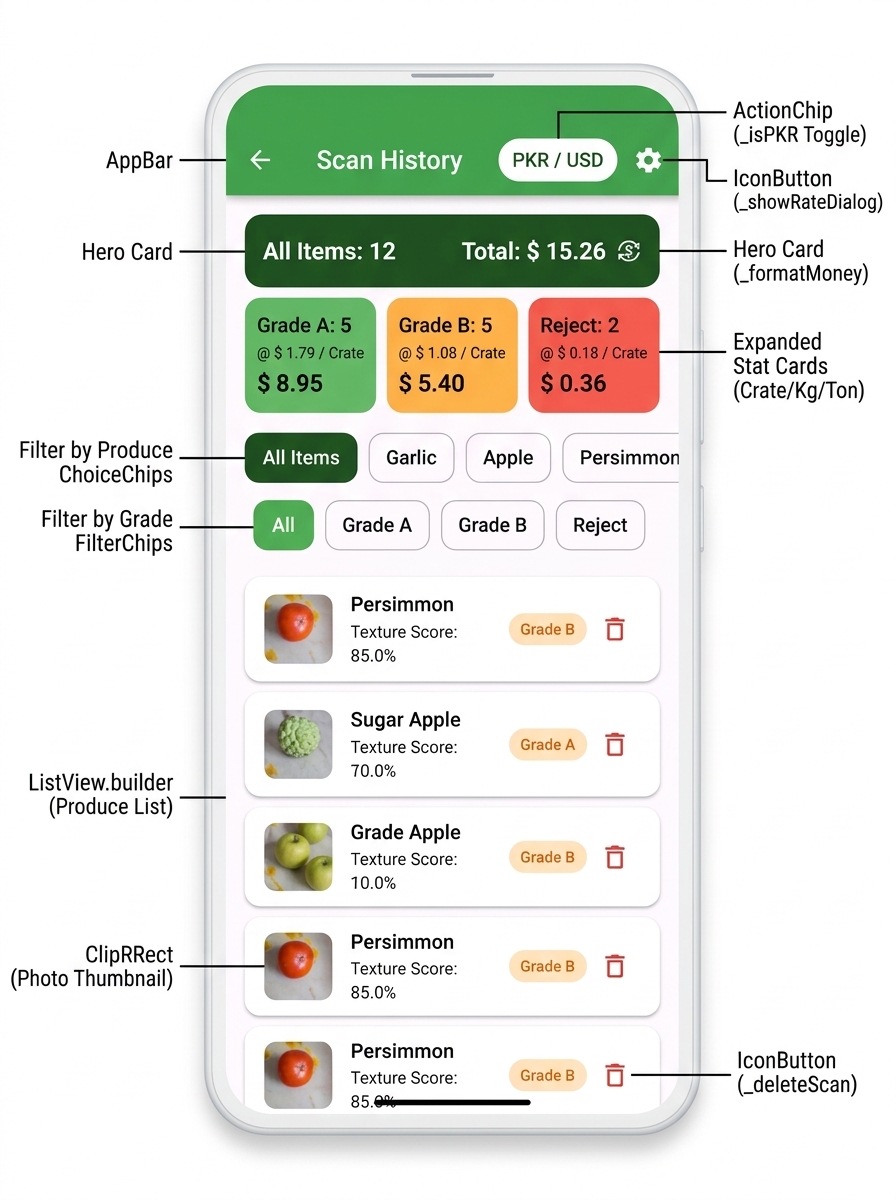 ActionChip
(_isPKR Toggle)
AppBar
Scan History
PKR / USD
IconButton
(_showRateDialog)
Hero Card
All Items: 12
Total: $ 15.26
Hero Card
(_formatMoney)
Grade A: 5
@ $ 1.79 / Crate
$ 8.95
Grade B: 5
@ $ 1.08 / Crate
$ 5.40
Reject: 2
@ $ 0.18 / Crate
$ 0.36
Expanded
Stat Cards
(Crate/Kg/Ton)
Filter by Produce
ChoiceChips
All Items
Garlic
Apple
Persimmon
Filter by Grade
FilterChips
All
Grade A
Grade B
Reject
Persimmon
Texture Score:
85.0%
Grade B
Sugar Apple
Texture Score:
70.0%
Grade A
ListView.builder
(Produce List)
Grade Apple
Texture Score:
10.0%
Grade B
ClipRRect
(Photo Thumbnail)
Persimmon
Texture Score:
85.0%
Grade B
Persimmon
Texture Score:
85.0%
Grade B
IconButton
(_deleteScan)